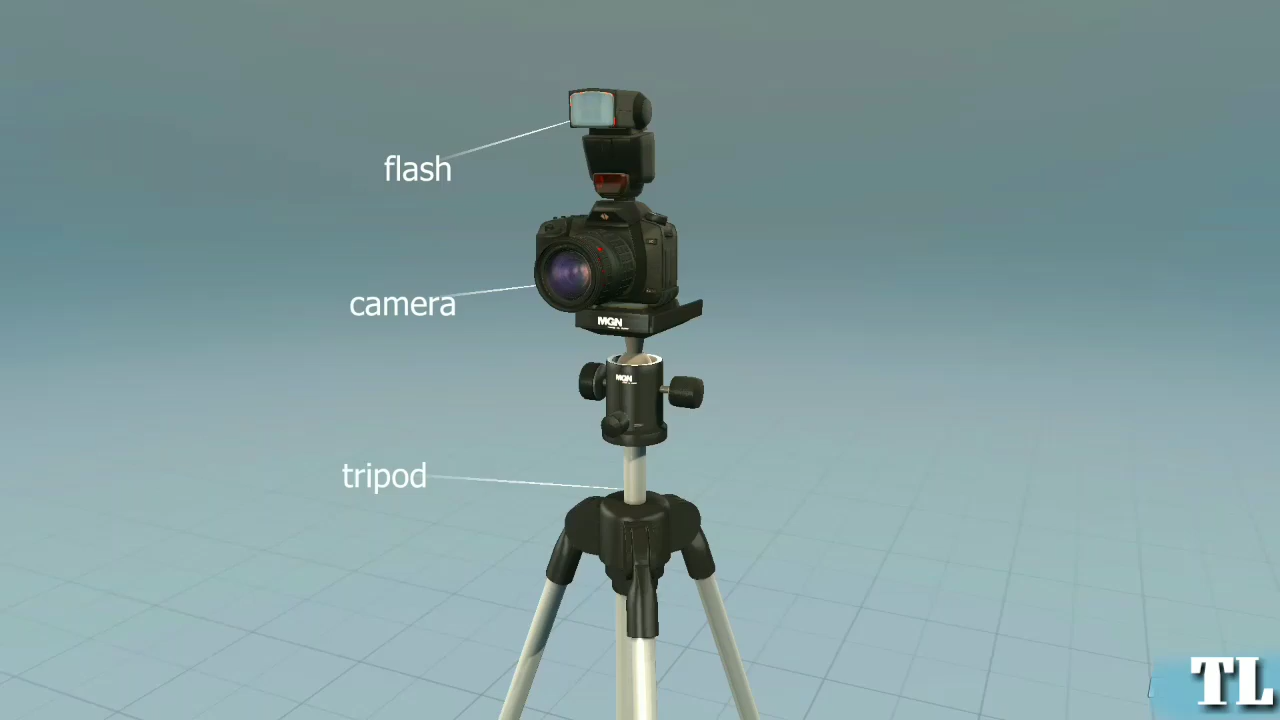 flash
camera
MGN
MGN
tripod
TL